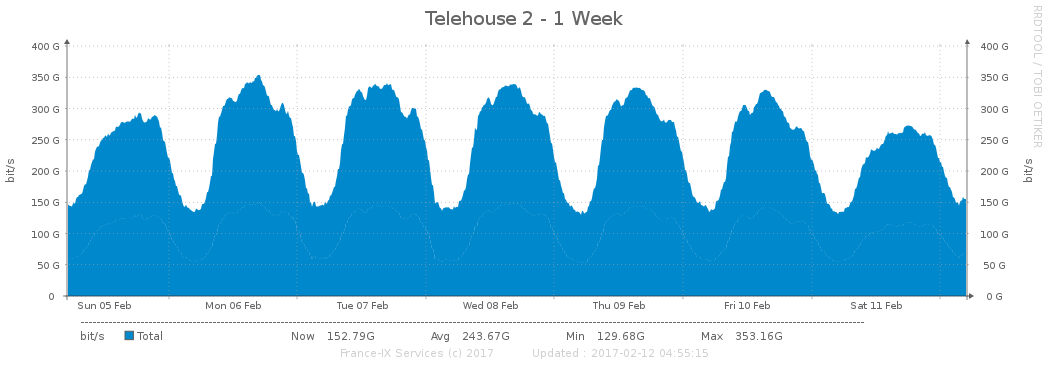 Telehouse 2 - 1 Week
RRDTOOL / TOBI OETIKER
bit/s
400 G
350 G
300 G
250 G
200 G
150 G
100 G
50 G
0
400 G
350 G
300 G
250 G
200 G
150 G
100 G
50 G
0 G
bit/s
Sun 05 Feb Mon 06 Feb Tue 07 Feb Wed 08 Feb Thu 09 Feb Fri 10 Feb Sat 11 Feb
bit/s Total Now 152.79G Avg 243.67G Min 129.68G Max 353.16G
France-IX Services (c) 2017 Updated : 2017-02-12 04:55:15